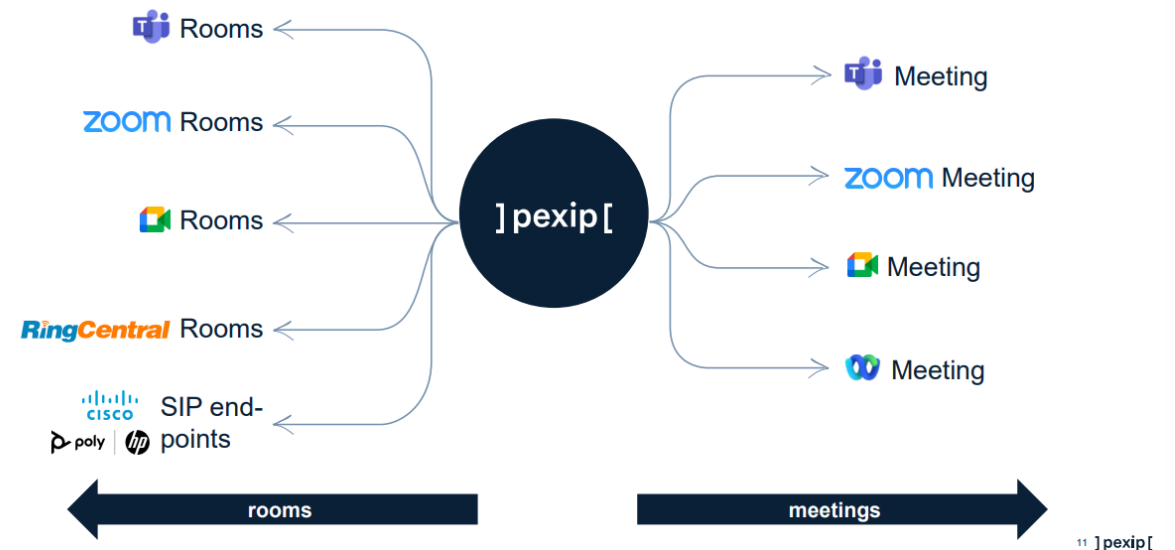 Rooms
zoom Rooms
Rooms
RingCentral Rooms
CISCO
poly hp
SIP end-
points
]pexip[
T Meeting
zoom Meeting
Meeting
Meeting
rooms
meetings
11 ]pexip[